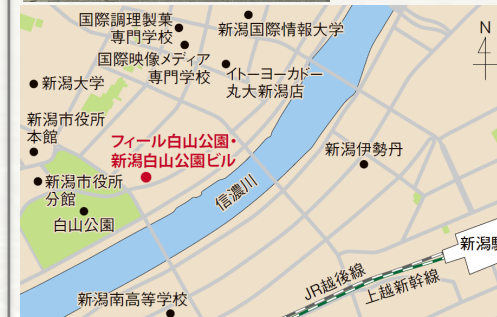 国際調理製菓
専門学校
新潟国際情報大学
N
国際映像メディア
専門学校
イトーヨーカドー
丸大新潟店
新潟大学
新潟市役所
本館
フィール白山公園・
新潟白山公園ビル
新潟伊勢丹
新潟市役所
分館
信濃川
白山公園
新潟駅
JR越後線
上越新幹線
新潟南高等学校